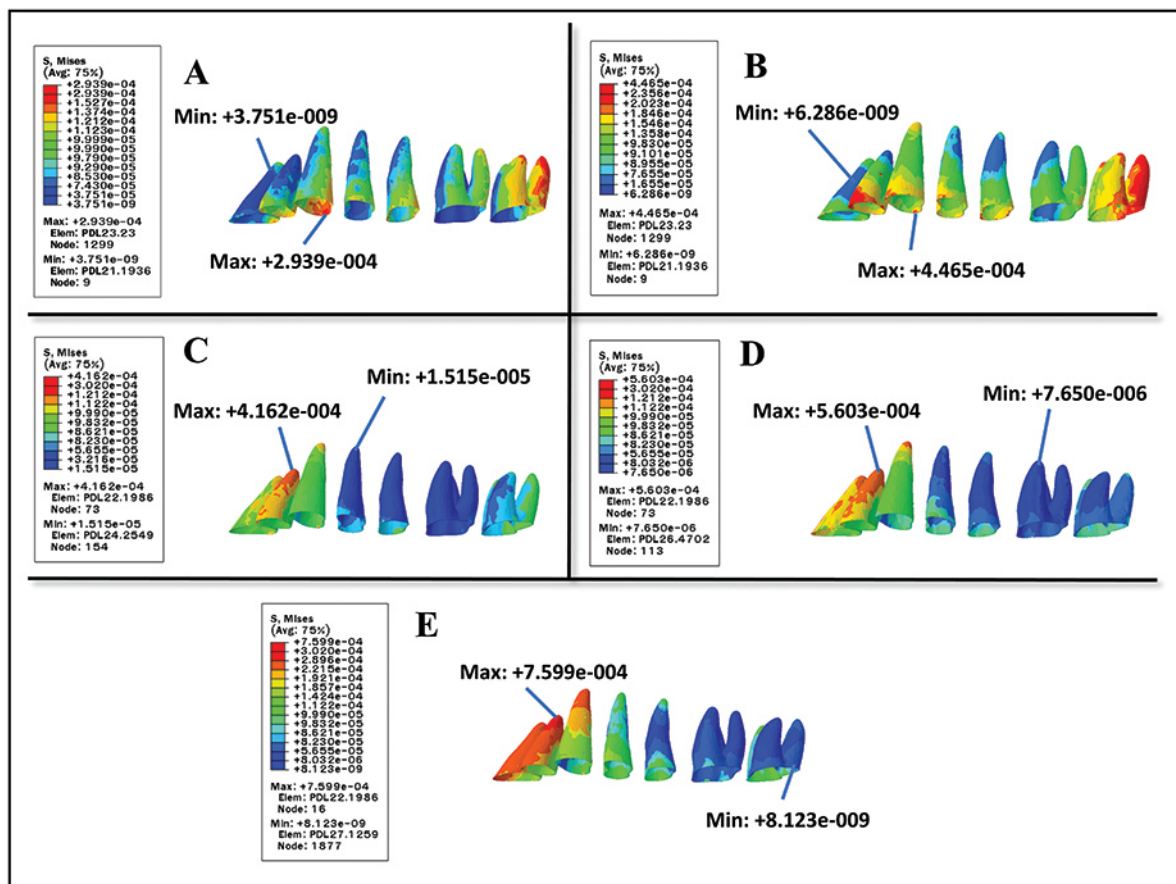 A
S, Mises
(Avg: 75%)
+2.939e-04
+2.939e-04
+1.527e-04
+1.374e-04
+1.212e-04
+1.123e-04
+9.999e-05
+9.990e-05
+9.790e-05
+9.290e-05
+8.530e-05
+7.430e-05
+3.751e-05
+3.751e-09
Max: +2.939e-04
Elem: PDL23.23
Node: 1299
Min: +3.751e-09
Elem: PDL21.1936
Node: 9
Min: +3.751e-009
Max: +2.939e-004
B
S, Mises
(Avg: 75%)
+4.465e-04
+2.356e-04
+2.023e-04
+1.846e-04
+1.546e-04
+1.358e-04
+9.830e-05
+9.101e-05
+8.955e-05
+7.655e-05
+1.655e-05
+6.286e-09
Max: +4.465e-04
Elem: PDL23.23
Node: 1299
Min: +6.286e-09
Elem: PDL21.1936
Node: 9
Min: +6.286e-009
Max: +4.465e-004
C
S, Mises
(Avg: 75%)
+4.162e-04
+3.020e-04
+1.212e-04
+1.122e-04
+9.990e-05
+9.832e-05
+8.621e-05
+8.230e-05
+5.655e-05
+3.216e-05
+1.515e-05
Max: +4.162e-04
Elem: PDL22.1986
Node: 73
Min: +1.515e-05
Elem: PDL24.2549
Node: 154
Max: +4.162e-004
Min: +1.515e-005
D
S, Mises
(Avg: 75%)
+5.603e-04
+3.020e-04
+1.212e-04
+1.122e-04
+9.990e-05
+9.832e-05
+8.621e-05
+8.230e-05
+5.655e-05
+8.032e-06
+7.650e-06
Max: +5.603e-04
Elem: PDL22.1986
Node: 73
Min: +7.650e-06
Elem: PDL26.4702
Node: 113
Max: +5.603e-004
Min: +7.650e-006
E
S, Mises
(Avg: 75%)
+7.599e-04
+3.020e-04
+2.896e-04
+2.215e-04
+1.921e-04
+1.857e-04
+1.424e-04
+1.122e-04
+9.990e-05
+9.832e-05
+8.621e-05
+8.230e-05
+5.655e-05
+8.032e-06
+8.123e-09
Max: +7.599e-04
Elem: PDL22.1986
Node: 16
Min: +8.123e-09
Elem: PDL27.1259
Node: 1877
Max: +7.599e-004
Min: +8.123e-009